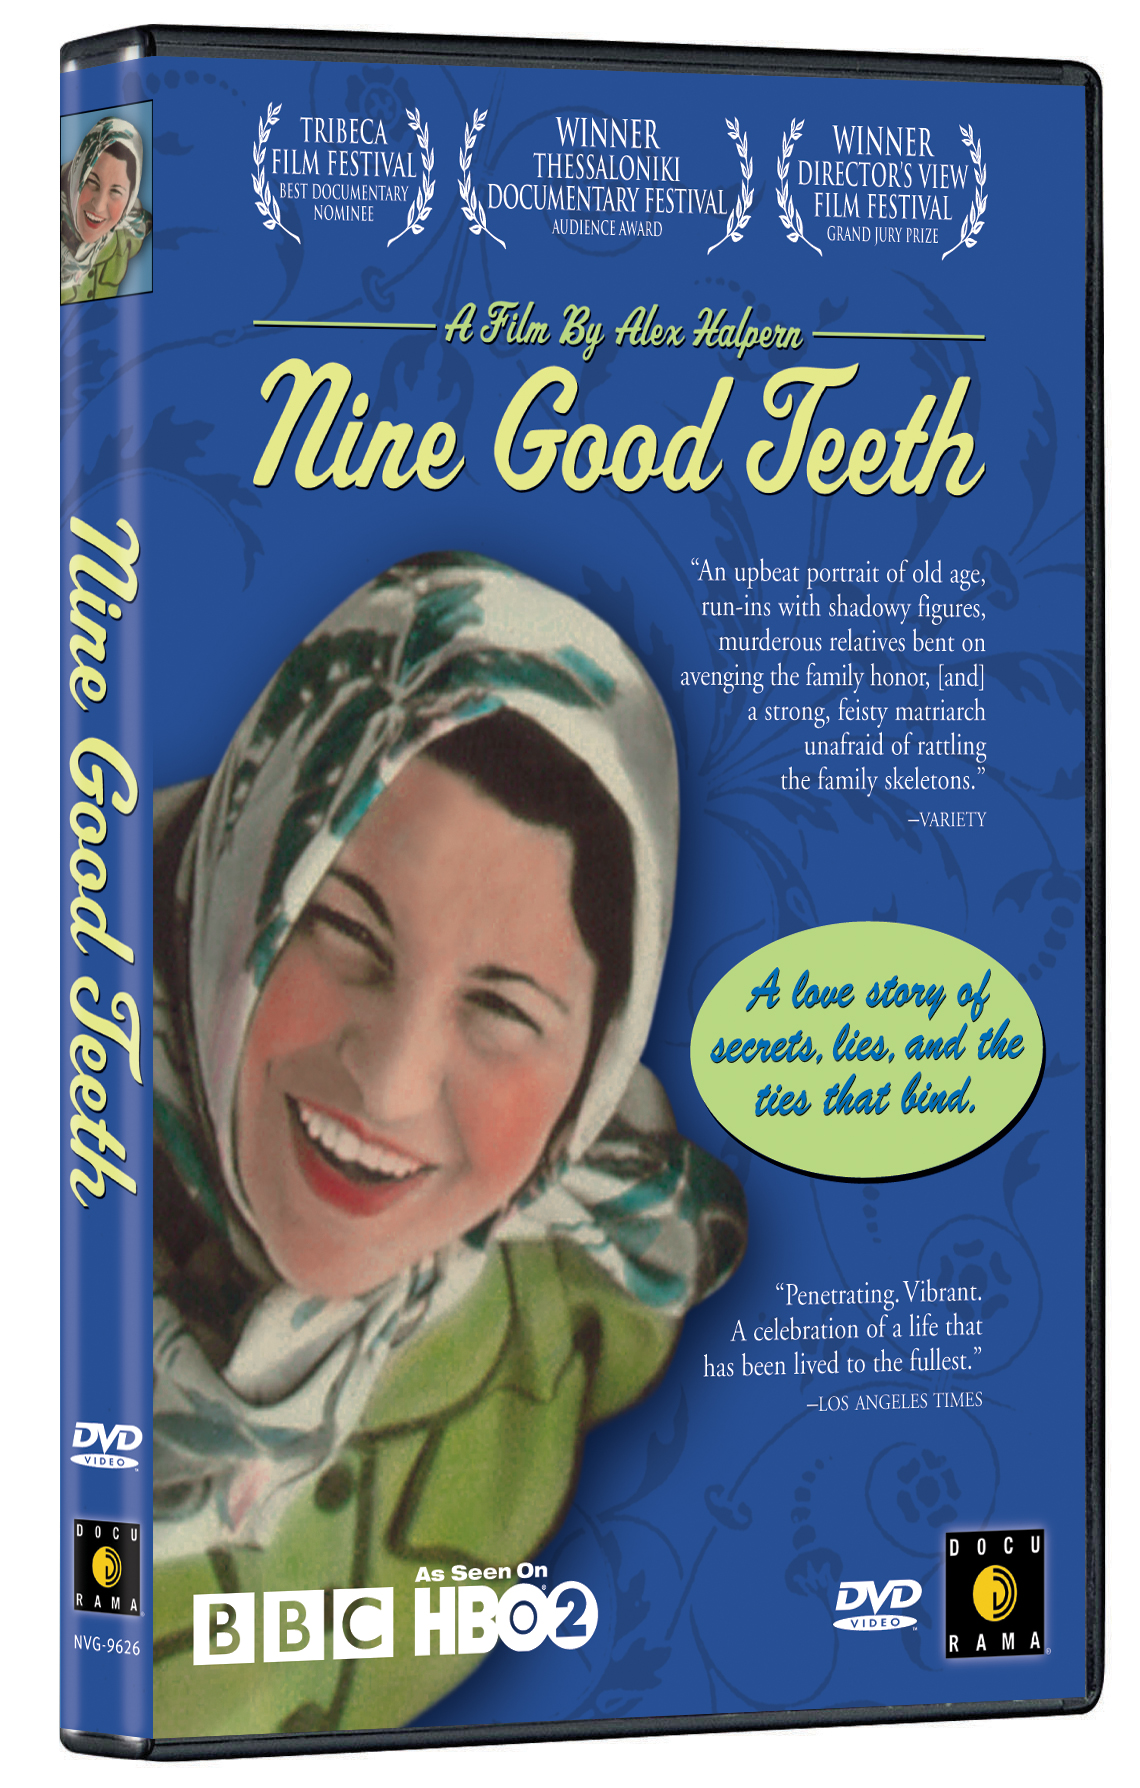 TRIBECA
FILM FESTIVAL
BEST DOCUMENTARY
NOMINEE
WINNER
THESSALONIKI
DOCUMENTARY FESTIVAL
AUDIENCE AWARD
WINNER
DIRECTOR'S VIEW
FILM FESTIVAL
GRAND JURY PRIZE
A Film By Alex Halpern
Nine Good Teeth
“An upbeat portrait of old age,
run-ins with shadowy figures,
murderous relatives bent on
avenging the family honor, [and]
a strong, feisty matriarch
unafraid of rattling
the family skeletons.”
–VARIETY
A love story of
secrets, lies, and the
ties that bind.
“Penetrating. Vibrant.
A celebration of a life that
has been lived to the fullest.”
–LOS ANGELES TIMES
BBC
As Seen On
HBO2
DVD
VIDEO
DOCU
RAMA
Nine Good Teeth
DVD
VIDEO
DOCU
RAMA
NVG-9626